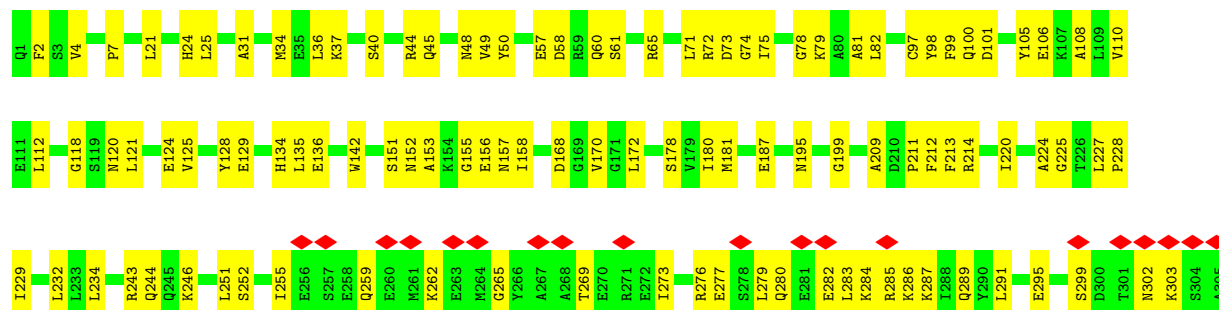 Q1 F2 S3 V4 P7 L21 H24 L25 A31 M34 E35 L36 K37 S40 R44 Q45 N48 V49 Y50 E57 D58 R59 Q60 S61 R65 L71 R72 D73 G74 I75 G78 K79 A80 A81 L82 C97 Y98 F99 Q100 D101 Y105 E106 K107 A108 L109 V110
E111 L112 G118 S119 N120 L121 E124 V125 Y128 E129 H134 L135 E136 W142 S151 N152 A153 K154 G155 E156 N157 I158 D168 G169 V170 G171 L172 S178 V179 I180 M181 E187 N195 G199 A209 D210 P211 F212 F213 R214 I220 A224 G225 T226 L227 P228
I229 L232 L233 L234 R243 Q244 Q245 K246 L251 S252 I255 E256 S257 E258 Q259 E260 M261 K262 E263 M264 G265 Y266 A267 A268 T269 E270 R271 E272 I273 R276 E277 S278 L279 Q280 E281 E282 L283 K284 R285 K286 K287 I288 Q289 Y290 L291 E295 S299 D300 T301 N302 K303 S304